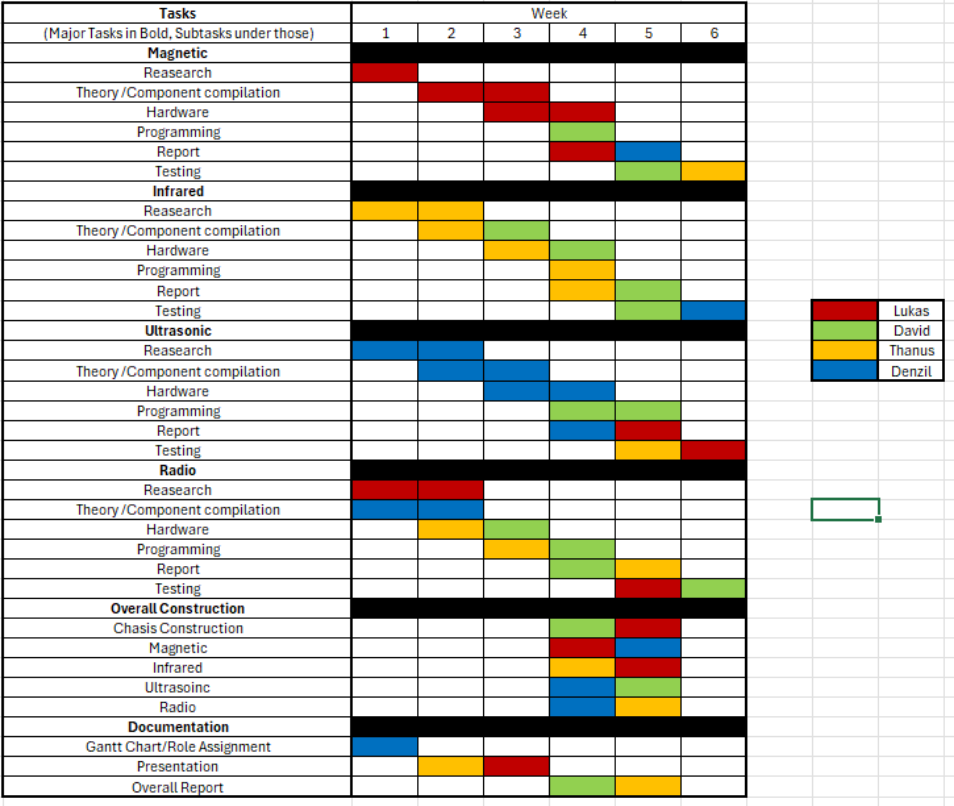 Tasks Week
(Major Tasks in Bold, Subtasks under those) 1 2 3 4 5 6
Magnetic
Reasearch
Theory/Component compilation
Hardware
Programming
Report
Testing
Infrared
Reasearch
Theory/Component compilation
Hardware
Programming
Report
Testing
Ultrasonic
Reasearch
Theory/Component compilation
Hardware
Programming
Report
Testing
Radio
Reasearch
Theory/Component compilation
Hardware
Programming
Report
Testing
Overall Construction
Chasis Construction
Magnetic
Infrared
Ultrasoinc
Radio
Documentation
Gantt Chart/Role Assignment
Presentation
Overall Report
Lukas
David
Thanus
Denzil